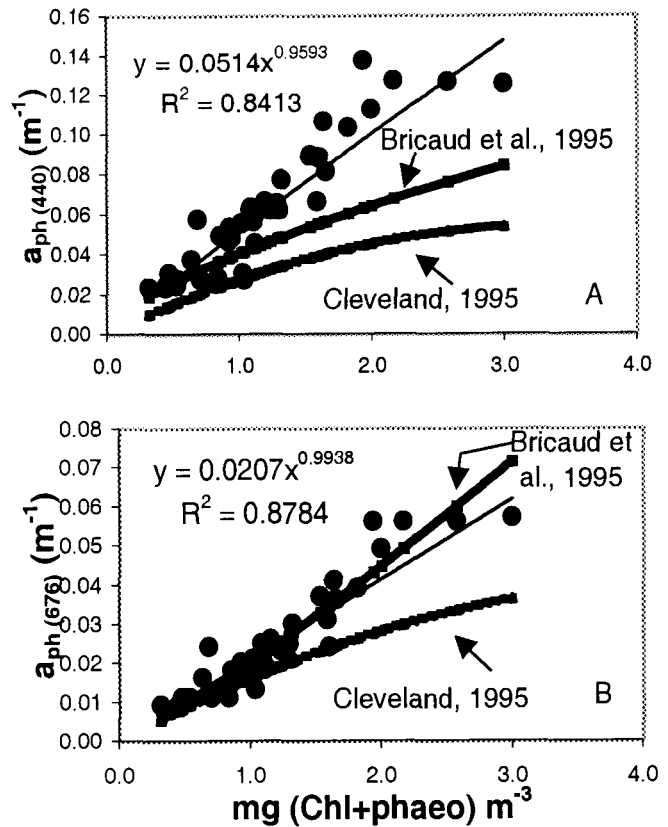 0.16
0.14
0.12
0.10
0.08
0.06
0.04
0.02
0.00
a_ph (440) (m^-1)
y = 0.0514x^0.9593
R^2 = 0.8413
Bricaud et al., 1995
Cleveland, 1995
A
0.0 1.0 2.0 3.0 4.0
0.08
0.07
0.06
0.05
0.04
0.03
0.02
0.01
0.00
a_ph (676) (m^-1)
y = 0.0207x^0.9938
R^2 = 0.8784
Bricaud et
al., 1995
Cleveland, 1995
B
0.0 1.0 2.0 3.0 4.0
mg (Chl+phaeo) m^-3